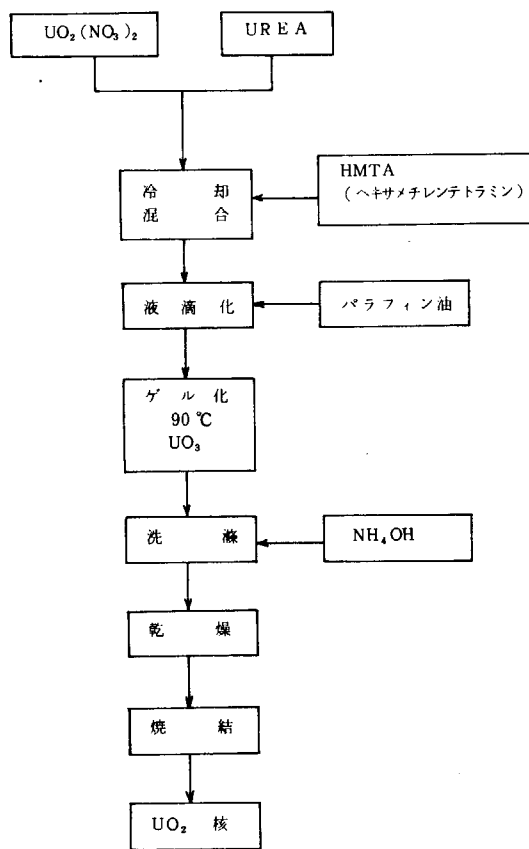 UO₂(NO₃)₂
UREA
冷 却
混 合
HMTA
(ヘキサメチレンテトラミン)
液 滴 化
パラフィン油
ゲ ル 化
90 ℃
UO₃
洗 滌
NH₄OH
乾 燥
焼 結
UO₂ 核